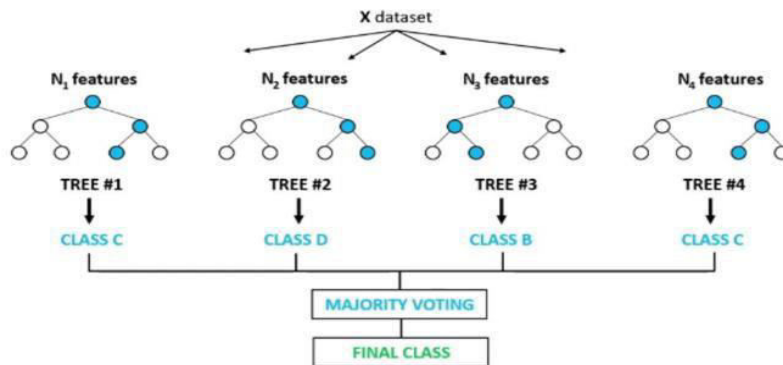 X dataset
N₁ features
N₂ features
N₃ features
N₄ features
TREE #1
TREE #2
TREE #3
TREE #4
CLASS C
CLASS D
CLASS B
CLASS C
MAJORITY VOTING
FINAL CLASS